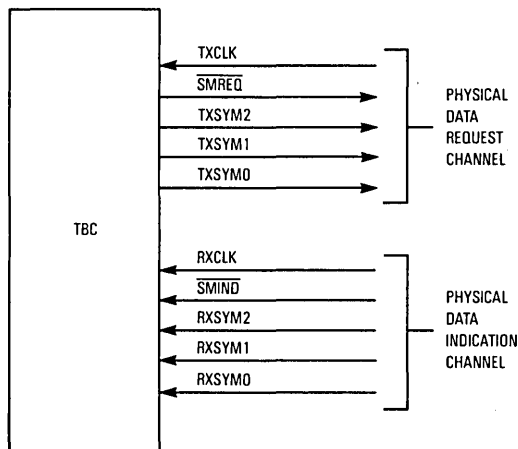 TXCLK
SMREQ
TXSYM2
TXSYM1
TXSYM0
PHYSICAL
DATA
REQUEST
CHANNEL
TBC
RXCLK
SMIND
RXSYM2
RXSYM1
RXSYM0
PHYSICAL
DATA
INDICATION
CHANNEL